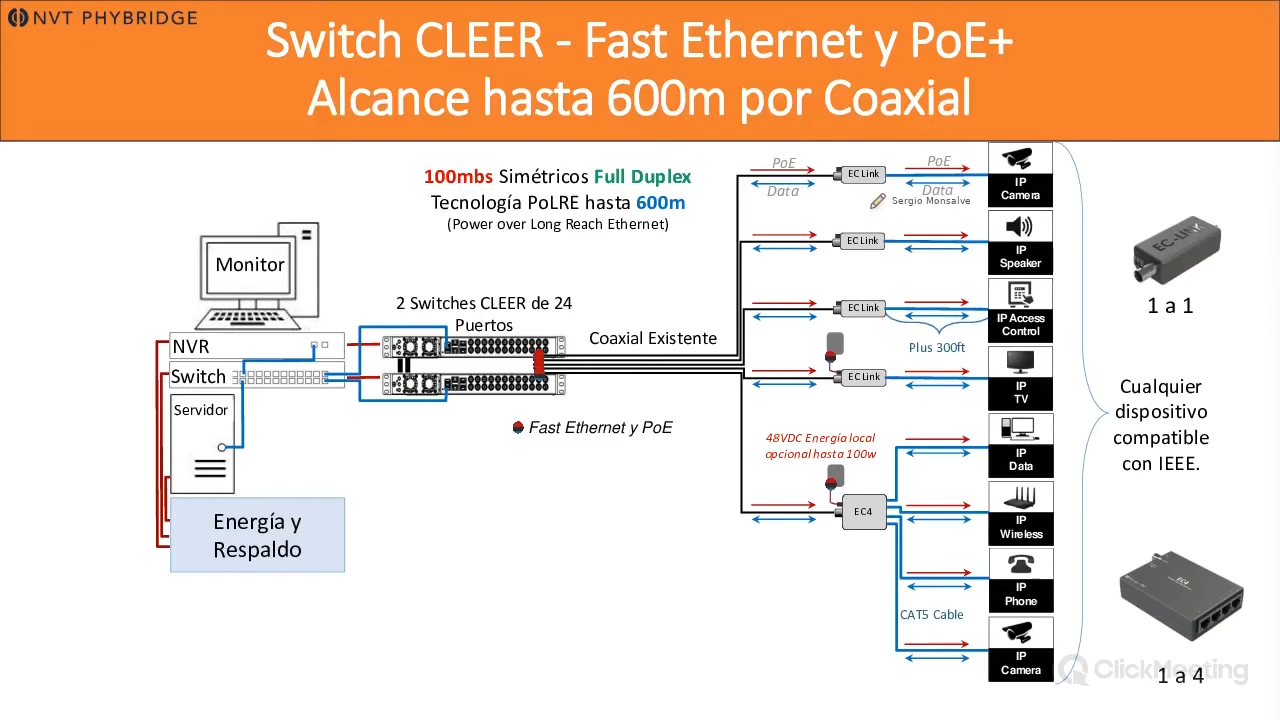 NVT PHYBRIDGE
Switch CLEER - Fast Ethernet y PoE+
Alcance hasta 600m por Coaxial
100mbs Simétricos Full Duplex
Tecnología PoLRE hasta 600m
(Power over Long Reach Ethernet)
Monitor
NVR
Switch
Servidor
Energía y
Respaldo
2 Switches CLEER de 24
Puertos
Coaxial Existente
Fast Ethernet y PoE
PoE
Data
EC Link
PoE
Data
Sergio Monsalve
IP
Camera
EC Link
IP
Speaker
EC Link
Plus 300ft
IP Access
Control
EC Link
IP
TV
48VDC Energía local
opcional hasta 100w
EC4
IP
Data
IP
Wireless
IP
Phone
CAT5 Cable
IP
Camera
EC-LINK
1 a 1
Cualquier
dispositivo
compatible
con IEEE.
EC4
ClickMeeting
1 a 4